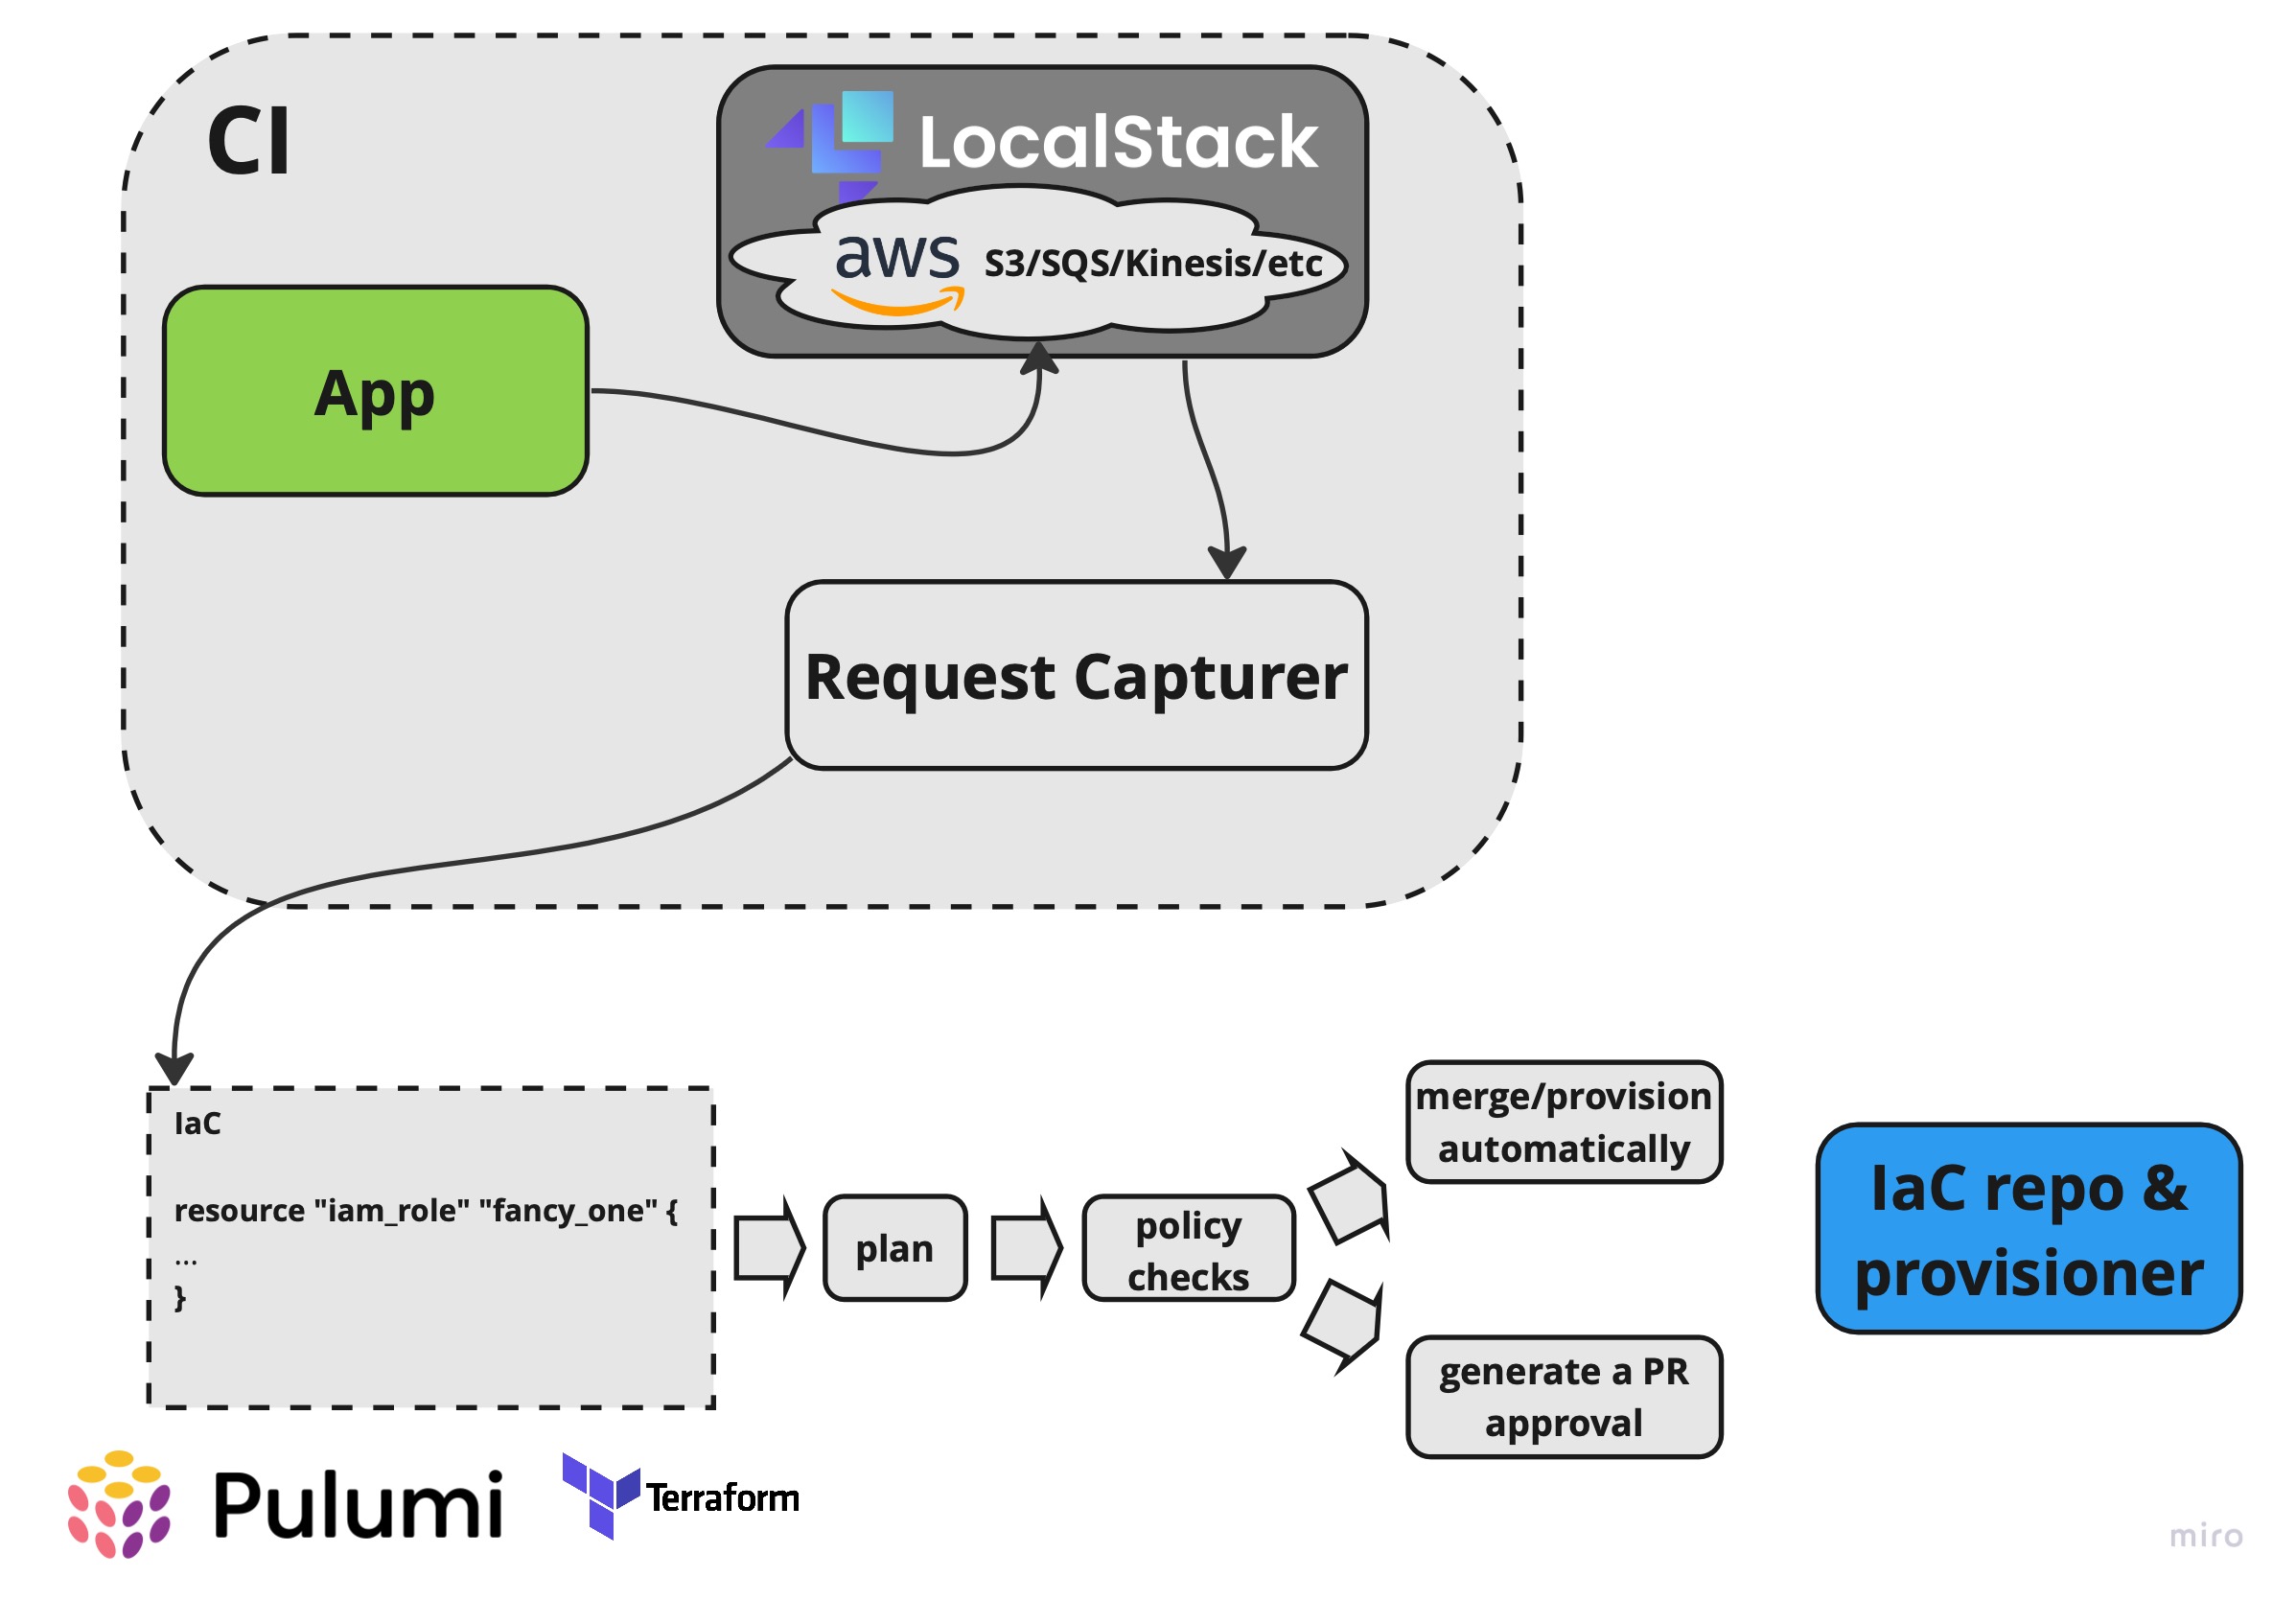 CI
LocalStack
aws S3/SQS/Kinesis/etc
App
Request Capturer
IaC
resource "iam_role" "fancy_one" {
...
}
plan
policy
checks
merge/provision
automatically
generate a PR
approval
IaC repo &
provisioner
Pulumi
Terraform
miro